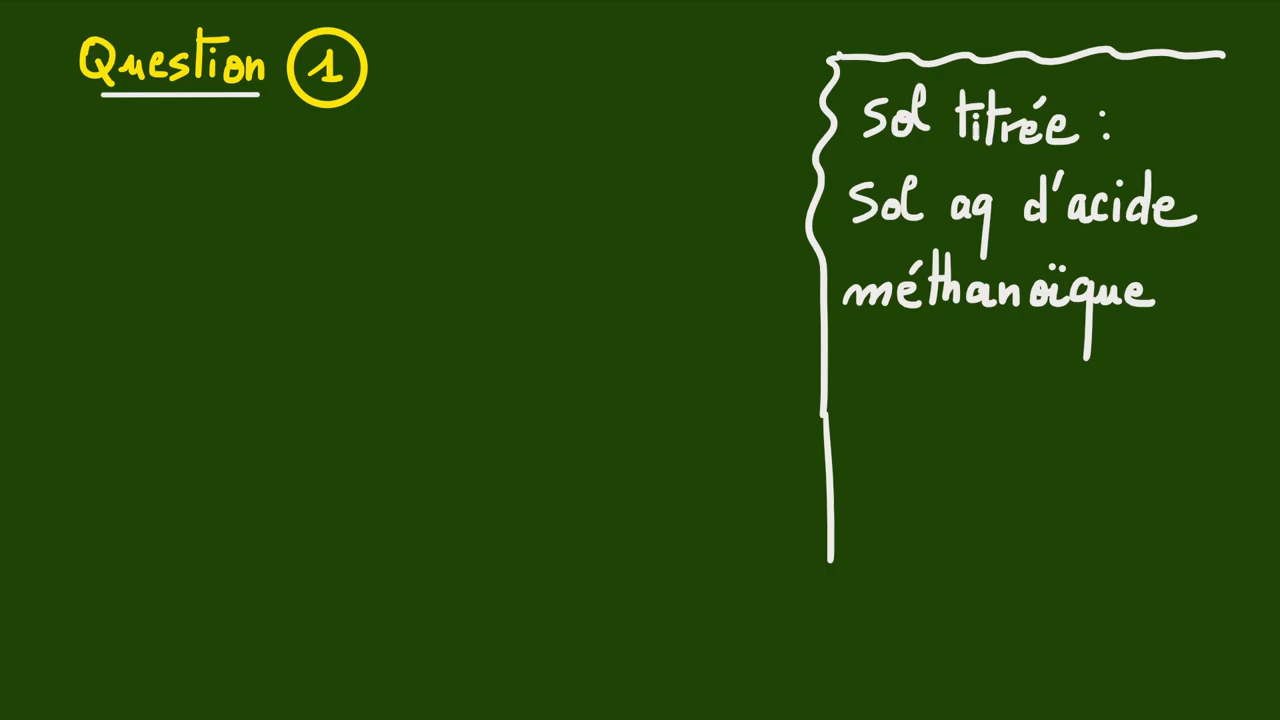 Question 1
Sol titrée :
Sol aq d'acide
méthanoïque